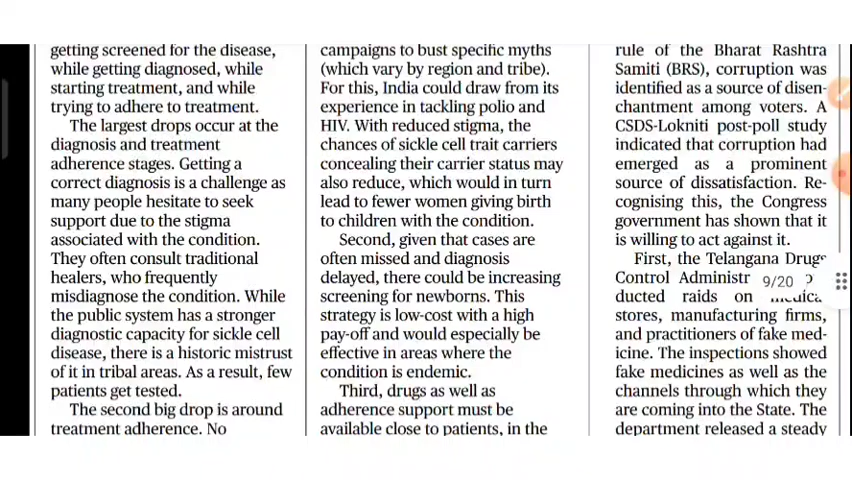 getting screened for the disease,
while getting diagnosed, while
starting treatment, and while
trying to adhere to treatment.
The largest drops occur at the
diagnosis and treatment
adherence stages. Getting a
correct diagnosis is a challenge as
many people hesitate to seek
support due to the stigma
associated with the condition.
They often consult traditional
healers, who frequently
misdiagnose the condition. While
the public system has a stronger
diagnostic capacity for sickle cell
disease, there is a historic mistrust
of it in tribal areas. As a result, few
patients get tested.
The second big drop is around
treatment adherence. No
campaigns to bust specific myths
(which vary by region and tribe).
For this, India could draw from its
experience in tackling polio and
HIV. With reduced stigma, the
chances of sickle cell trait carriers
concealing their carrier status may
also reduce, which would in turn
lead to fewer women giving birth
to children with the condition.
Second, given that cases are
often missed and diagnosis
delayed, there could be increasing
screening for newborns. This
strategy is low-cost with a high
pay-off and would especially be
effective in areas where the
condition is endemic.
Third, drugs as well as
adherence support must be
available close to patients, in the
rule of the Bharat Rashtra
Samiti (BRS), corruption was
identified as a source of disen-
chantment among voters. A
CSDS-Lokniti post-poll study
indicated that corruption had
emerged as a prominent
source of dissatisfaction. Re-
cognising this, the Congress
government has shown that it
is willing to act against it.
First, the Telangana Drugs
Control Administr
ducted raids on
stores, manufacturing firms,
and practitioners of fake med-
icine. The inspections showed
fake medicines as well as the
channels through which they
are coming into the State. The
department released a steady
9/20